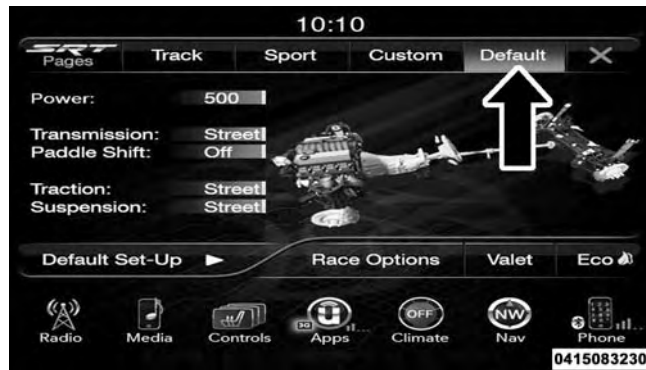 10:10
SRT Pages Track Sport Custom Default X
Power: 500
Transmission: Street
Paddle Shift: Off
Traction: Street
Suspension: Street
Default Set-Up Race Options Valet Eco
3G u OFF NW
Radio Media Controls Apps Climate Nav Phone
0415083230